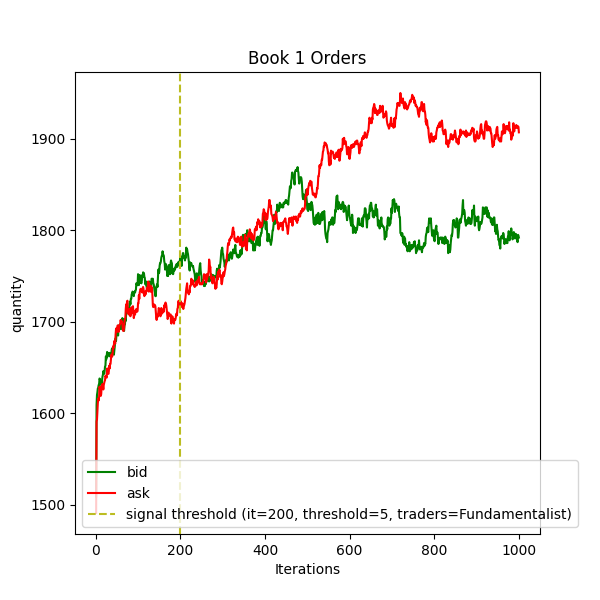 Book 1 Orders
quantity
1900
1800
1700
1600
1500
bid
ask
signal threshold (it=200, threshold=5, traders=Fundamentalist)
0 200 400 600 800 1000
Iterations